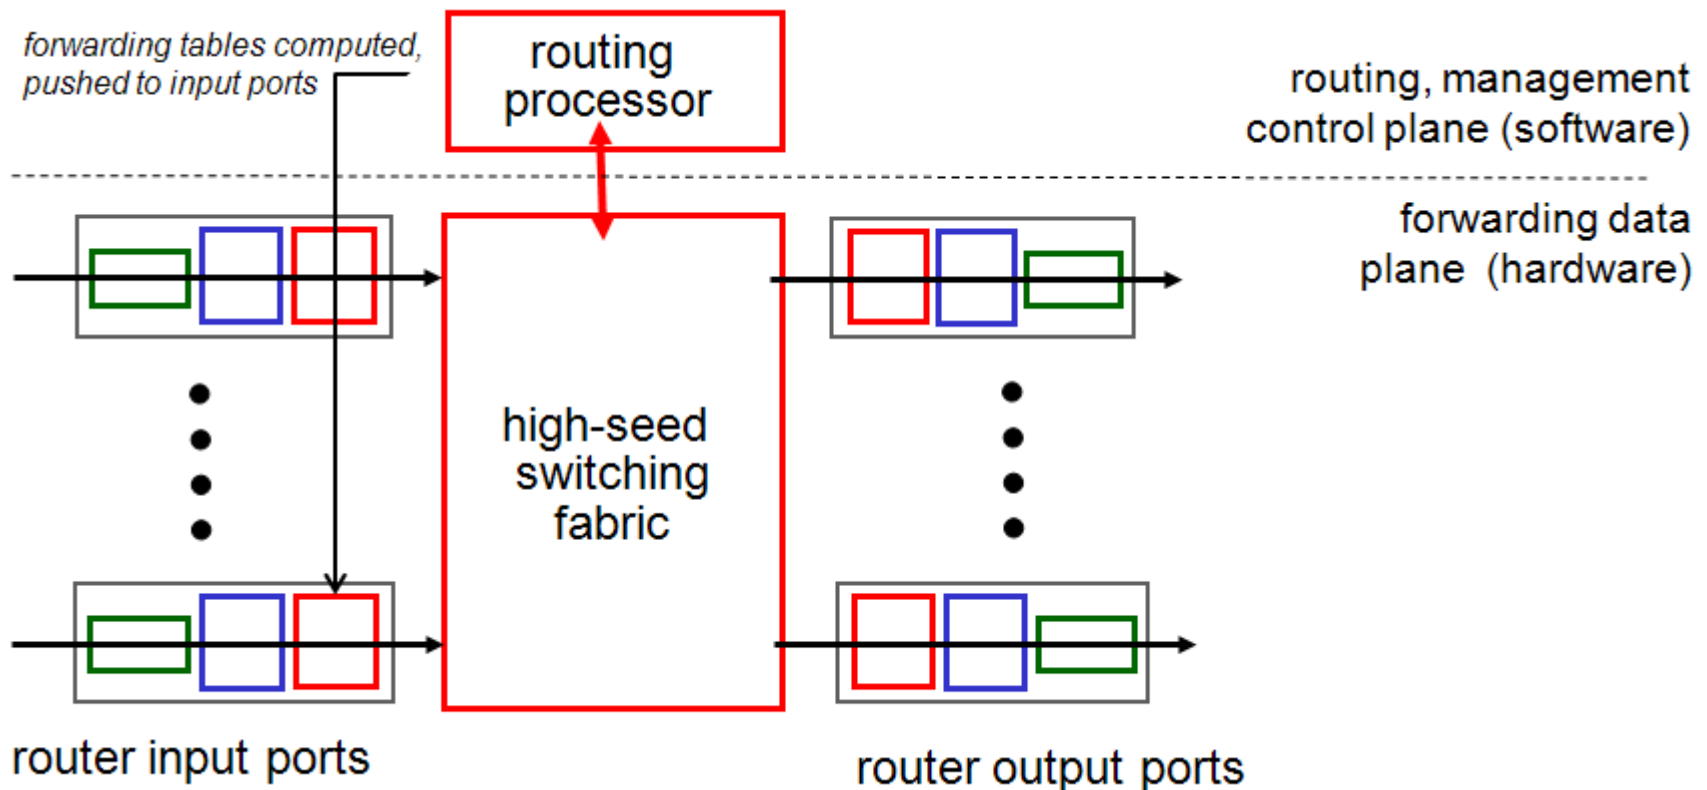 forwarding tables computed,
pushed to input ports
routing
processor
routing, management
control plane (software)
forwarding data
plane (hardware)
high-seed
switching
fabric
router input ports
router output ports